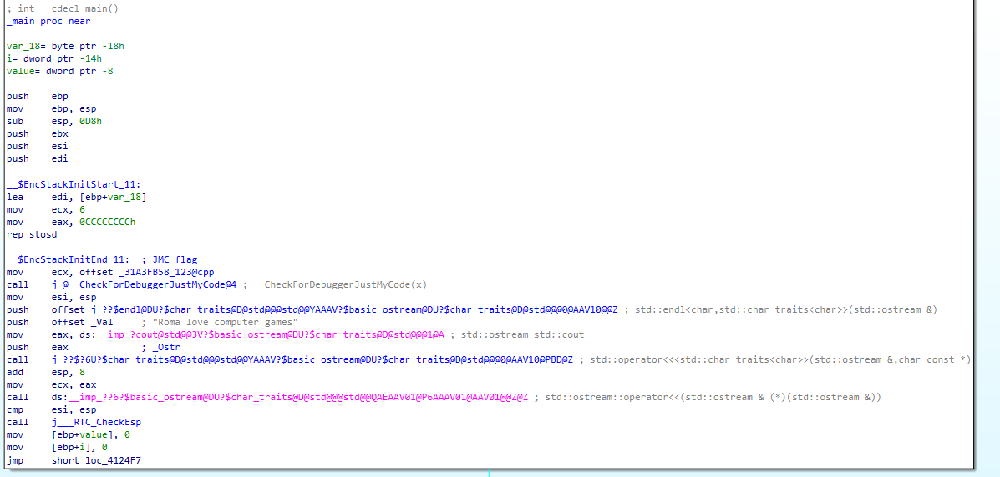 ; int __cdecl main()
_main proc near
var_18= byte ptr -18h
i= dword ptr -14h
value= dword ptr -8
push ebp
mov ebp, esp
sub esp, 0D8h
push ebx
push esi
push edi
__$EncStackInitStart_11:
lea edi, [ebp+var_18]
mov ecx, 6
mov eax, 0CCCCCCCCh
rep stosd
__$EncStackInitEnd_11: ; JMC_flag
mov ecx, offset _31A3FB58_123@cpp
call j_@__CheckForDebuggerJustMyCode@4 ; __CheckForDebuggerJustMyCode(x)
mov esi, esp
push offset j_??$endl@DU?$char_traits@D@std@@@std@@YAAAV?$basic_ostream@DU?$char_traits@D@std@@@0@AAV10@@Z ; std::endl<char,std::char_traits<char>>(std::ostream &)
push offset _Val ; "Roma love computer games"
mov eax, ds:__imp_?cout@std@@3V?$basic_ostream@DU?$char_traits@D@std@@@1@A ; std::ostream std::cout
push eax ; _Ostr
call j_??$?6U?$char_traits@D@std@@@std@@YAAAV?$basic_ostream@DU?$char_traits@D@std@@@0@AAV10@PBD@Z ; std::operator<<<std::char_traits<char>>(std::ostream &,char const *)
add esp, 8
mov ecx, eax
call ds:__imp_??6?$basic_ostream@DU?$char_traits@D@std@@@std@@QAEAAV01@P6AAAV01@AAV01@@Z@Z ; std::ostream::operator<<(std::ostream & (*)(std::ostream &))
cmp esi, esp
call j___RTC_CheckEsp
mov [ebp+value], 0
mov [ebp+i], 0
jmp short loc_4124F7